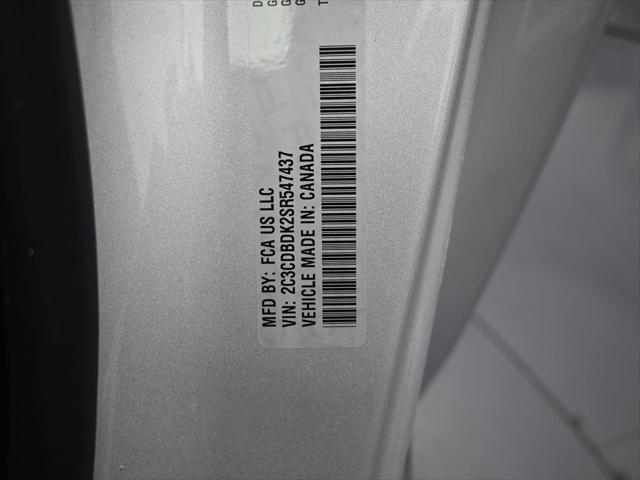 MFD BY: FCA US LLC
VIN: 2C3CDBDK2SR547437
VEHICLE MADE IN: CANADA